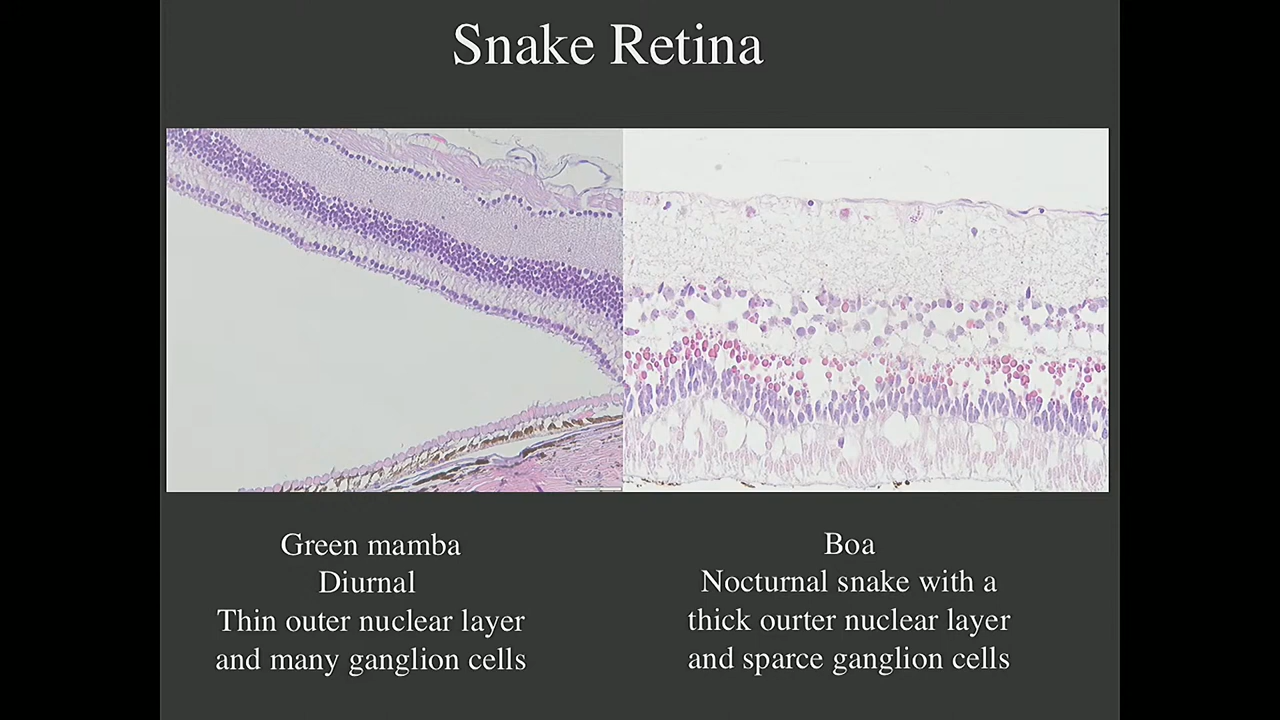 Snake Retina
Green mamba
Diurnal
Thin outer nuclear layer
and many ganglion cells
Boa
Nocturnal snake with a
thick ourter nuclear layer
and sparce ganglion cells